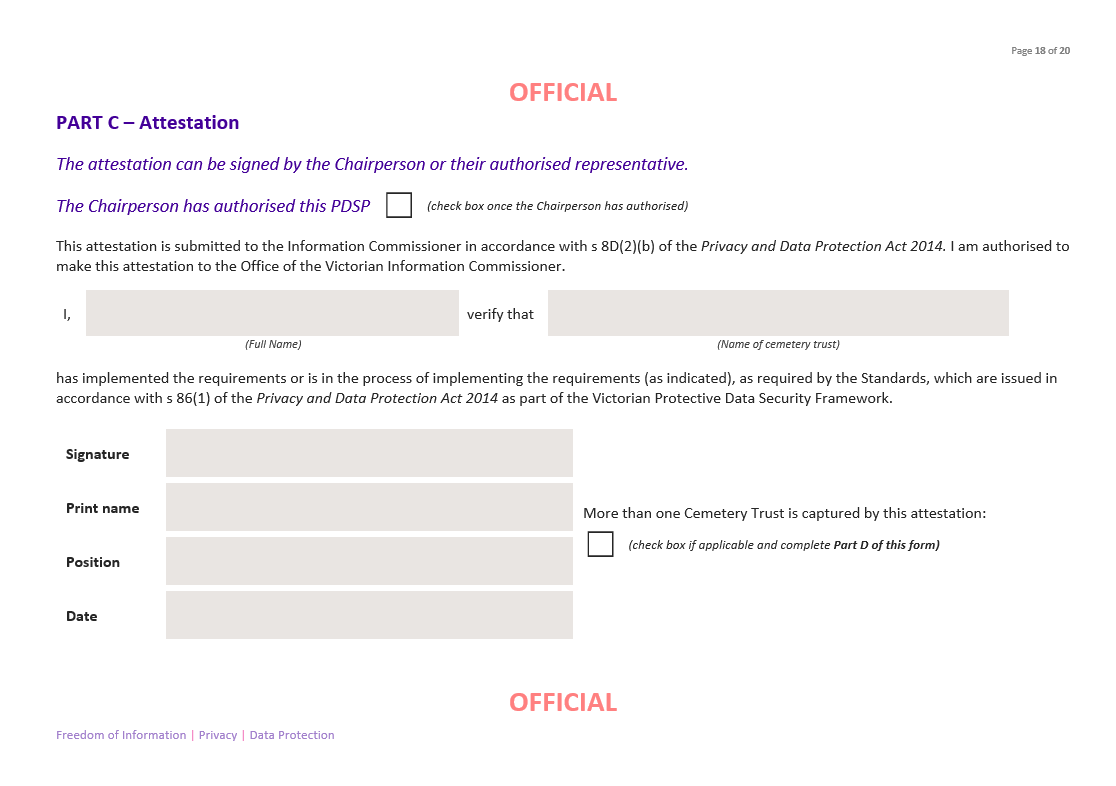 Page 18 of 20
OFFICIAL
PART C – Attestation
The attestation can be signed by the Chairperson or their authorised representative.
The Chairperson has authorised this PDSP (check box once the Chairperson has authorised)
This attestation is submitted to the Information Commissioner in accordance with s 8D(2)(b) of the Privacy and Data Protection Act 2014. I am authorised to
make this attestation to the Office of the Victorian Information Commissioner.
I, verify that
(Full Name) (Name of cemetery trust)
has implemented the requirements or is in the process of implementing the requirements (as indicated), as required by the Standards, which are issued in
accordance with s 86(1) of the Privacy and Data Protection Act 2014 as part of the Victorian Protective Data Security Framework.
Signature
Print name
Position
Date
More than one Cemetery Trust is captured by this attestation:
(check box if applicable and complete Part D of this form)
OFFICIAL
Freedom of Information | Privacy | Data Protection